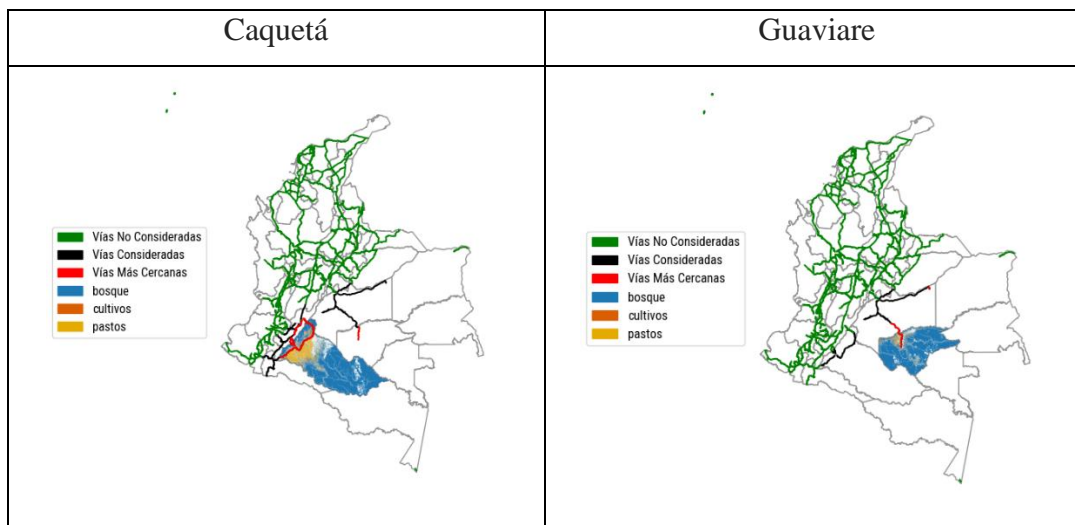 Caquetá
Guaviare
Vías No Consideradas
Vías Consideradas
Vías Más Cercanas
bosque
cultivos
pastos
Vías No Consideradas
Vías Consideradas
Vías Más Cercanas
bosque
cultivos
pastos